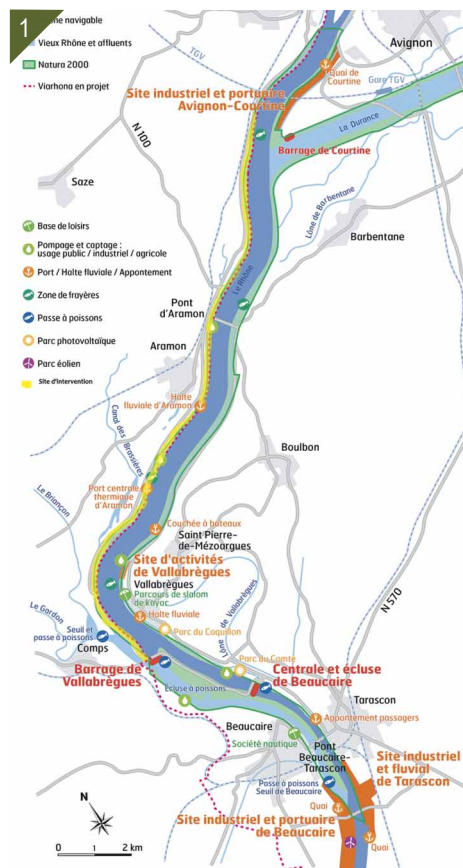 1
ne navigable
Vieux Rhône et affluents
Natura 2000
Viarhona en projet
TGV
Avignon
Quai de
Courtine
Gare TGV
Site industriel et portuaire
Avignon-Courtine
La Durance
Barrage de Courtine
N 100
Saze
Lône de Barbentane
Barbentane
Base de loisirs
Pompage et captage :
usage public / industriel / agricole
Port / Halte fluviale / Appontement
Zone de frayères
Passe à poissons
Parc photovoltaïque
Parc éolien
Site d'intervention
Le Rhône
Pont
d'Aramon
Aramon
Halte
fluviale d'Aramon
Canal des Brassières
Boulbon
Le Briançon
Port centrale
thermique
d'Aramon
Couchée à bateaux
Saint Pierre-
de-Mézoargues
Site d'activités
de Vallabrègues
Vallabrègues
Parcours de slalom
de kayac
N 570
Le Gardon
Halte fluviale
Lône de Vallabrègues
Seuil et
passe à poissons
Parc du Coquillon
Comps
Parc du Comte
Barrage de
Vallabrègues
Centrale et écluse
de Beaucaire
Écluse à poissons
Tarascon
Appontement passagers
Beaucaire
Société nautique
Pont
Beaucaire-
Tarascon
Site industriel
et fluvial
de Tarascon
Passe à poissons
Seuil de Beaucaire
N
Quai
Site industriel et portuaire
de Beaucaire
Quai
0 1 2 km